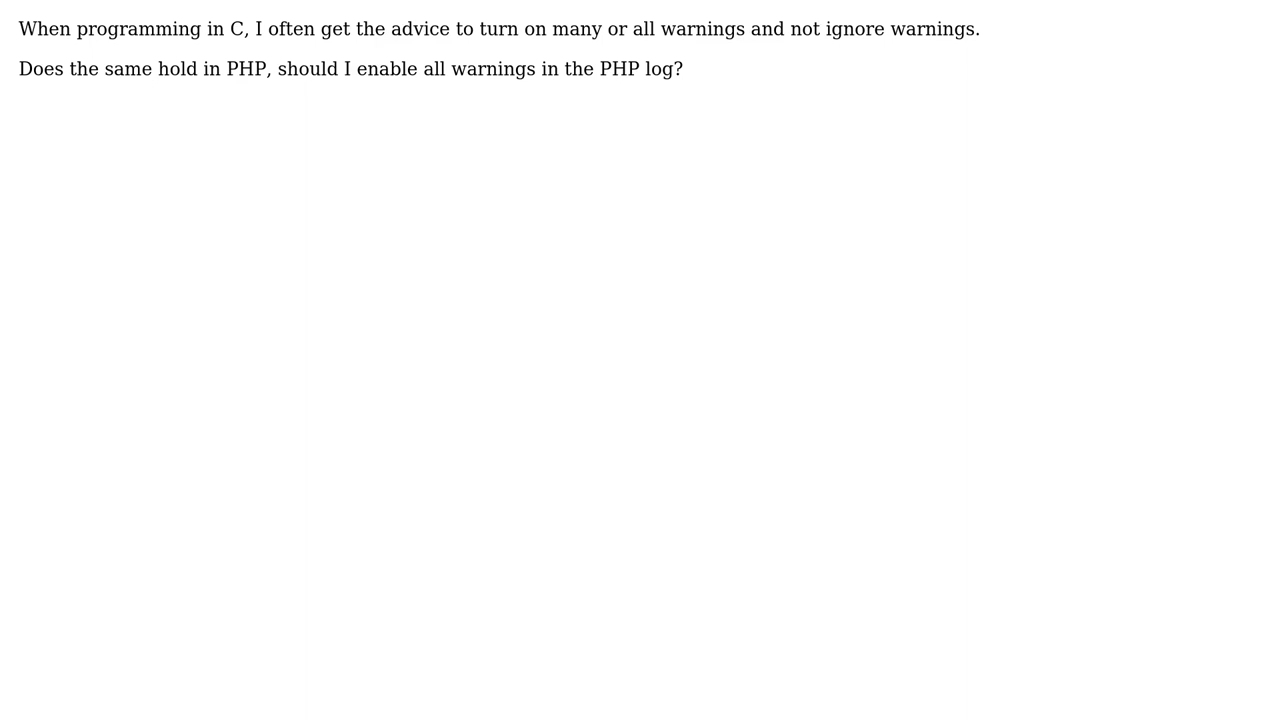 When programming in C, I often get the advice to turn on many or all warnings and not ignore warnings.
Does the same hold in PHP, should I enable all warnings in the PHP log?